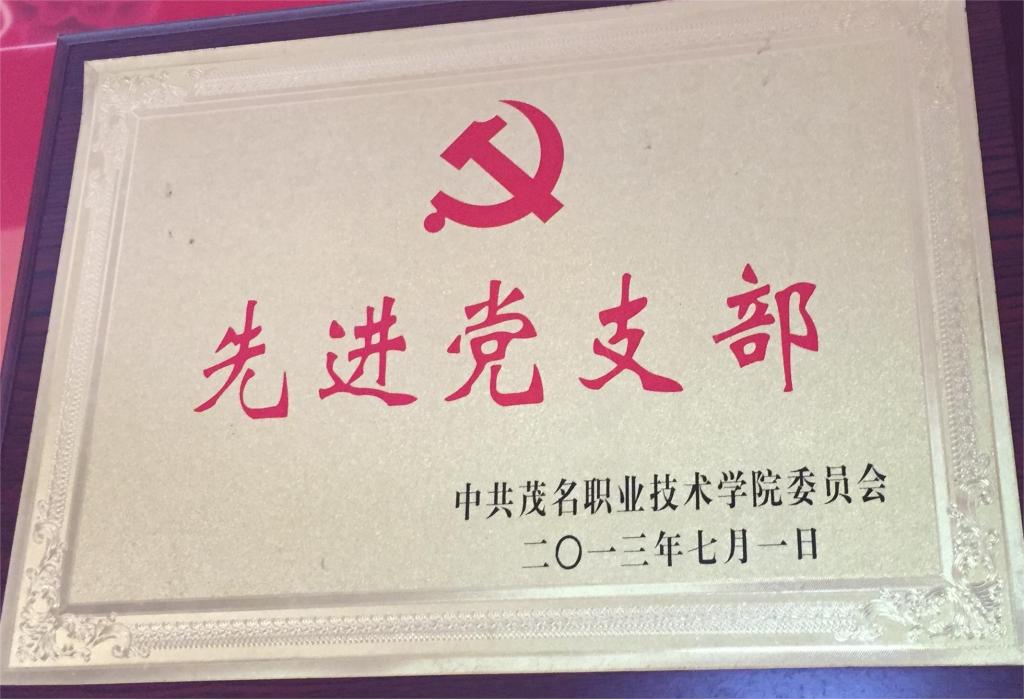 先进党支部
中共茂名职业技术学院委员会
二〇一三年七月一日